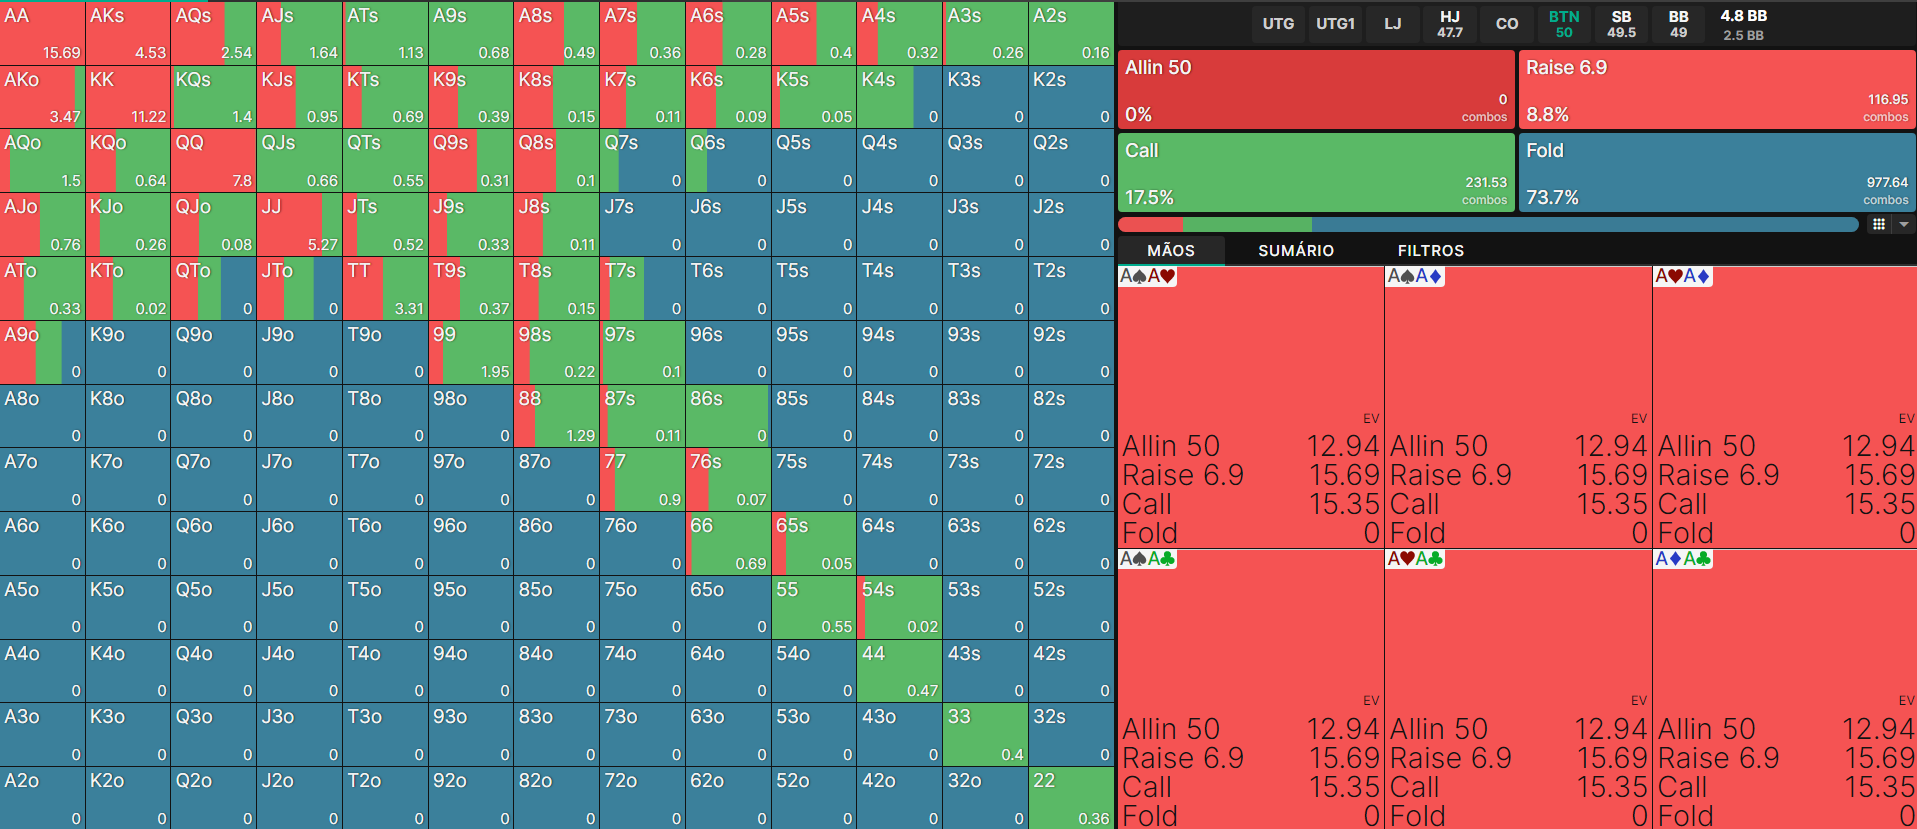 AA AKs AQs AJs ATs A9s A8s A7s A6s A5s A4s A3s A2s
15.69 4.53 2.54 1.64 1.13 0.68 0.49 0.36 0.28 0.4 0.32 0.26 0.16
AKo KK KQs KJs KTs K9s K8s K7s K6s K5s K4s K3s K2s
3.47 11.22 1.4 0.95 0.69 0.39 0.15 0.11 0.09 0.05 0 0 0
AQo KQo QQ QJs QTs Q9s Q8s Q7s Q6s Q5s Q4s Q3s Q2s
1.5 0.64 7.8 0.66 0.55 0.31 0.1 0 0 0 0 0 0
AJo KJo QJo JJ JTs J9s J8s J7s J6s J5s J4s J3s J2s
0.76 0.26 0.08 5.27 0.52 0.33 0.11 0 0 0 0 0 0
ATo KTo QTo JTo TT T9s T8s T7s T6s T5s T4s T3s T2s
0.33 0.02 0 0 3.31 0.37 0.15 0 0 0 0 0 0
A9o K9o Q9o J9o T9o 99 98s 97s 96s 95s 94s 93s 92s
0 0 0 0 0 1.95 0.22 0.1 0 0 0 0 0
A8o K8o Q8o J8o T8o 98o 88 87s 86s 85s 84s 83s 82s
0 0 0 0 0 0 1.29 0.11 0 0 0 0 0
A7o K7o Q7o J7o T7o 97o 87o 77 76s 75s 74s 73s 72s
0 0 0 0 0 0 0 0.9 0.07 0 0 0 0
A6o K6o Q6o J6o T6o 96o 86o 76o 66 65s 64s 63s 62s
0 0 0 0 0 0 0 0 0.69 0.05 0 0 0
A5o K5o Q5o J5o T5o 95o 85o 75o 65o 55 54s 53s 52s
0 0 0 0 0 0 0 0 0 0.55 0.02 0 0
A4o K4o Q4o J4o T4o 94o 84o 74o 64o 54o 44 43s 42s
0 0 0 0 0 0 0 0 0 0 0.47 0 0
A3o K3o Q3o J3o T3o 93o 83o 73o 63o 53o 43o 33 32s
0 0 0 0 0 0 0 0 0 0 0 0.4 0
A2o K2o Q2o J2o T2o 92o 82o 72o 62o 52o 42o 32o 22
0 0 0 0 0 0 0 0 0 0 0 0 0.36
UTG UTG1 LJ HJ CO BTN SB BB 4.8 BB
47.7 50 49.5 49 2.5 BB
Allin 50 Raise 6.9
0 116.95
0% combos 8.8% combos
Call Fold
231.53 977.64
17.5% combos 73.7% combos
MÃOS SUMÁRIO FILTROS
A♠A♥ A♠A♦ A♥A♦
EV EV EV
Allin 50 12.94 Allin 50 12.94 Allin 50 12.94
Raise 6.9 15.69 Raise 6.9 15.69 Raise 6.9 15.69
Call 15.35 Call 15.35 Call 15.35
Fold 0 Fold 0 Fold 0
A♠A♣ A♥A♣ A♦A♣
EV EV EV
Allin 50 12.94 Allin 50 12.94 Allin 50 12.94
Raise 6.9 15.69 Raise 6.9 15.69 Raise 6.9 15.69
Call 15.35 Call 15.35 Call 15.35
Fold 0 Fold 0 Fold 0